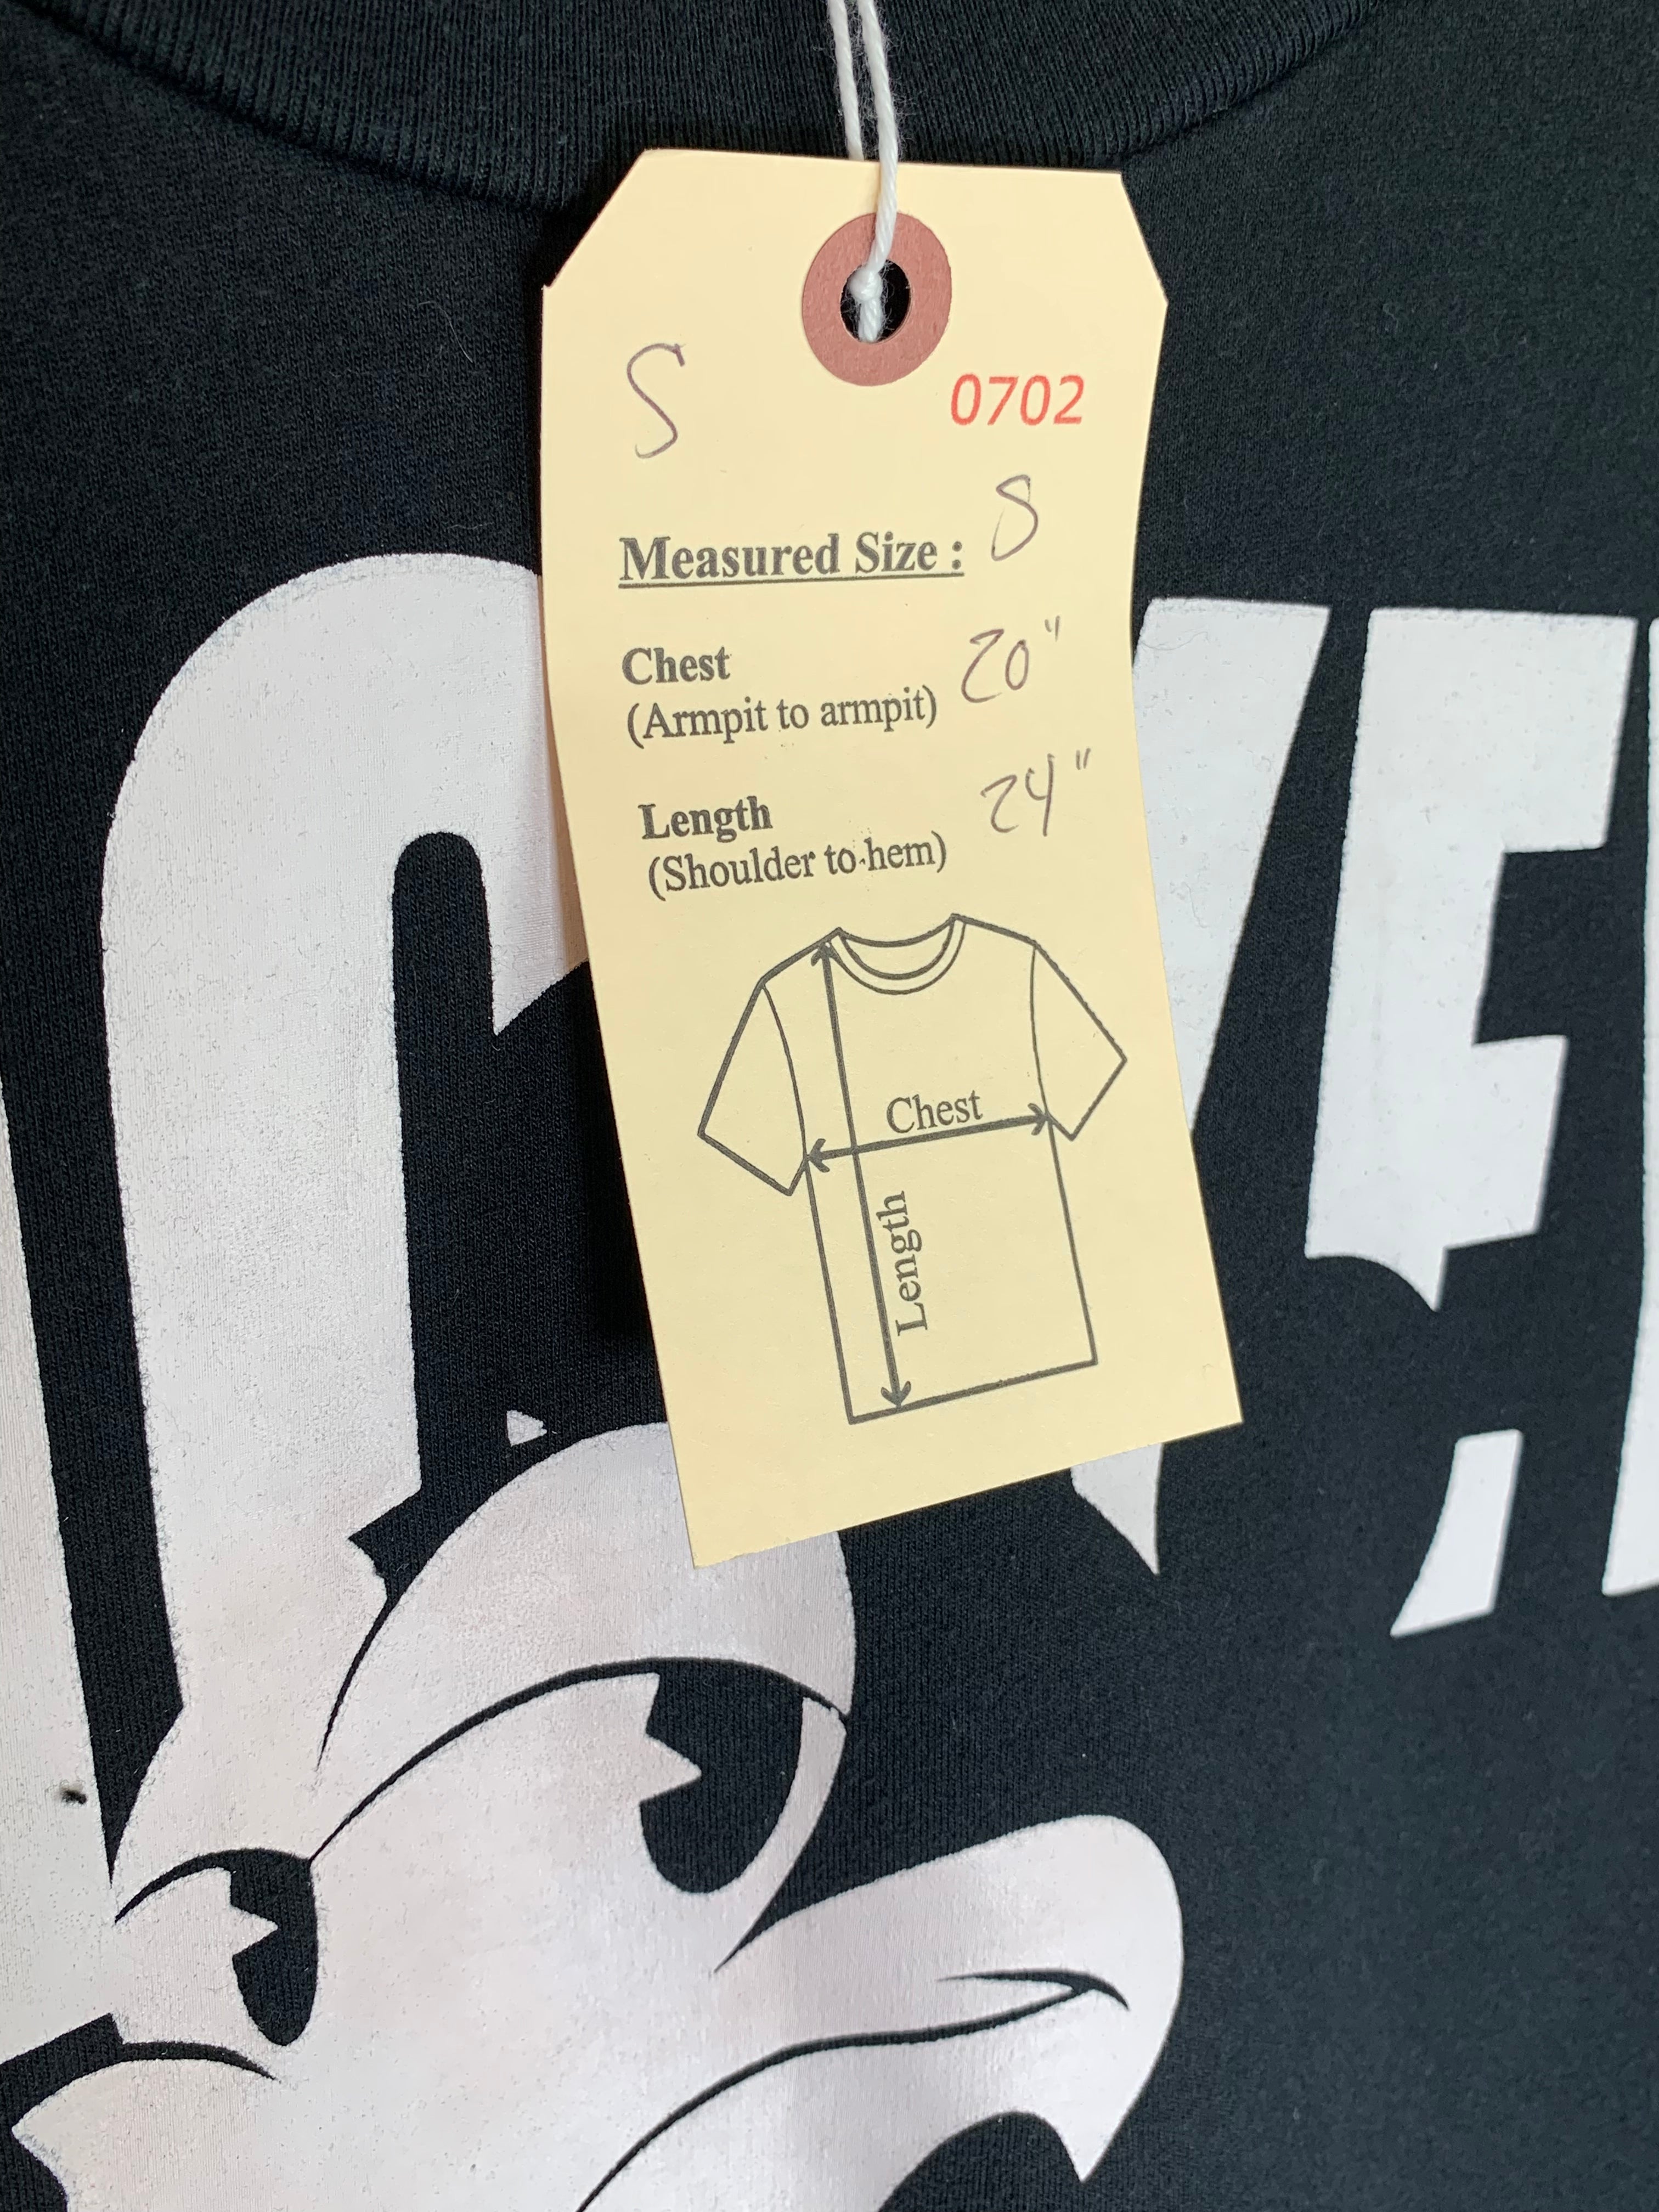 S
0702
Measured Size : S
Chest 20"
(Armpit to armpit)
Length 24"
(Shoulder to hem)
Chest
Length